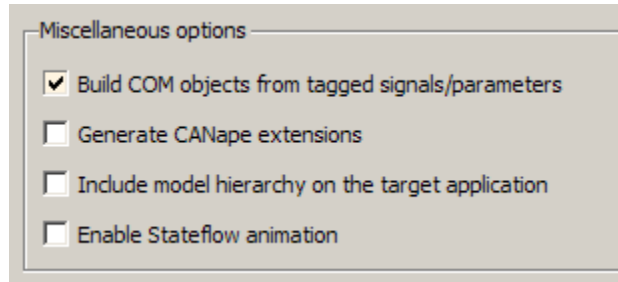 Miscellaneous options
Build COM objects from tagged signals/parameters
Generate CANape extensions
Include model hierarchy on the target application
Enable Stateflow animation